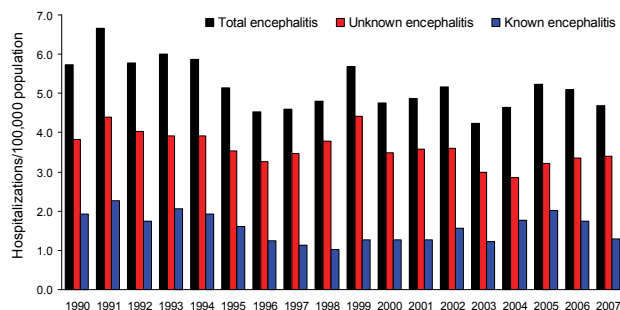 Total encephalitis Unknown encephalitis Known encephalitis
Hospitalizations/100,000 population
7.0
6.0
5.0
4.0
3.0
2.0
1.0
0.0
1990 1991 1992 1993 1994 1995 1996 1997 1998 1999 2000 2001 2002 2003 2004 2005 2006 2007